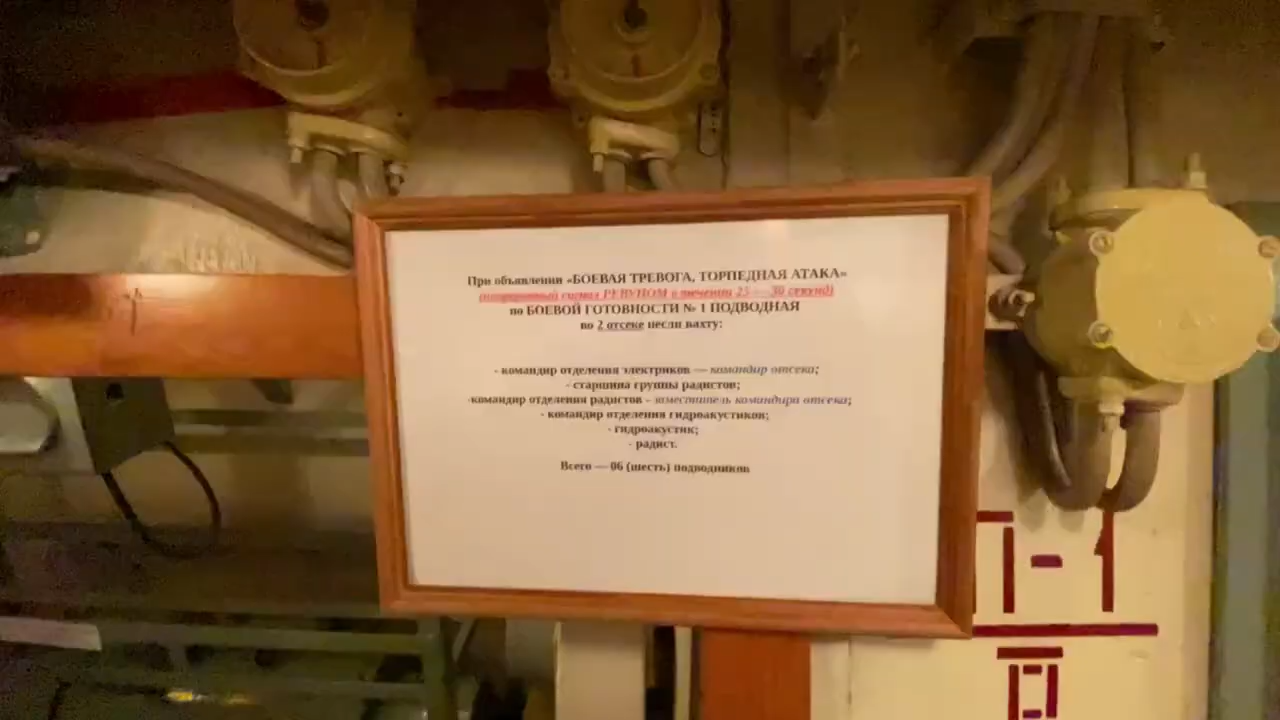 При объявлении «БОЕВАЯ ТРЕВОГА, ТОРПЕДНАЯ АТАКА»
сигнал РЕВУНОМ в течении 25 — 30 секунд)
по БОЕВОЙ ГОТОВНОСТИ № 1 ПОДВОДНАЯ
во 2 отсеке несли вахту:
- командир отделения электриков — командир отсека;
- старшина группы радистов;
-командир отделения радистов - заместитель командира отсека;
- командир отделения гидроакустиков;
- гидроакустик;
- радист.
Всего — 06 (шесть) подводников
П-1